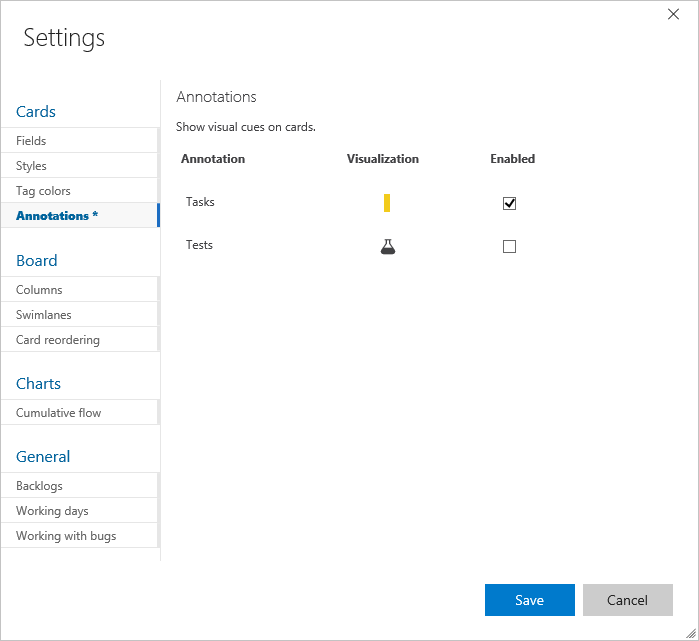 Settings
Cards
Fields
Styles
Tag colors
Annotations *
Board
Columns
Swimlanes
Card reordering
Charts
Cumulative flow
General
Backlogs
Working days
Working with bugs
Annotations
Show visual cues on cards.
Annotation Visualization Enabled
Tasks
Tests
Save Cancel